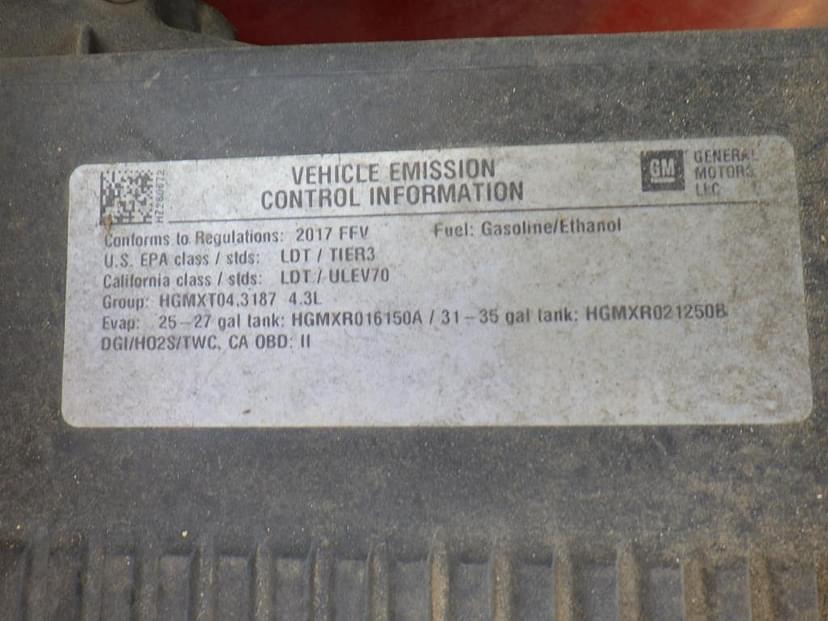 VEHICLE EMISSION
CONTROL INFORMATION
GM
GENERAL
MOTORS
LLC
HZ260672
Conforms to Regulations: 2017 FFV Fuel: Gasoline/Ethanol
U.S. EPA class / stds: LDT / TIER3
California class / stds: LDT / ULEV70
Group: HGMXT04.3187 4.3L
Evap: 25-27 gal tank: HGMXR016150A / 31-35 gal tank: HGMXR021250B
DGI/HO2S/TWC, CA OBD: II